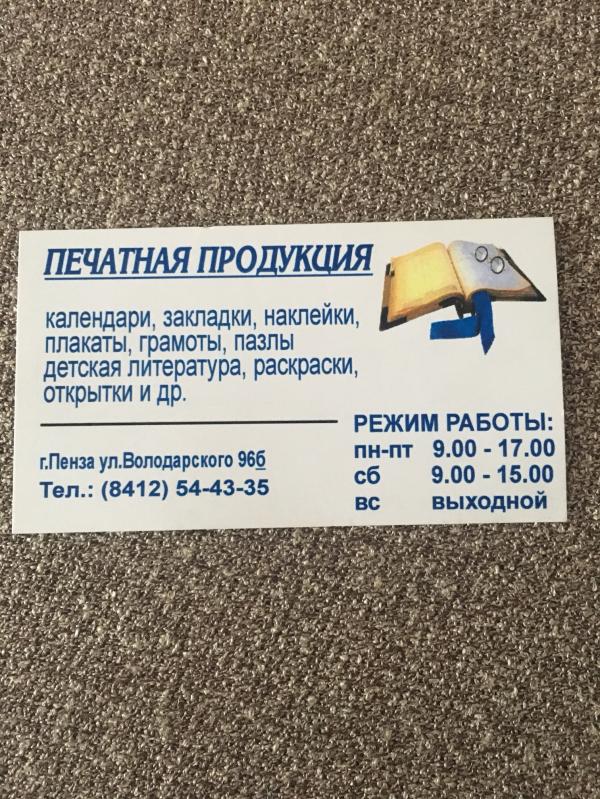 ПЕЧАТНАЯ ПРОДУКЦИЯ
календари, закладки, наклейки,
плакаты, грамоты, пазлы
детская литература, раскраски,
открытки и др.
г.Пенза ул.Володарского 96б
Тел.: (8412) 54-43-35
РЕЖИМ РАБОТЫ:
пн-пт 9.00 - 17.00
сб 9.00 - 15.00
вс выходной